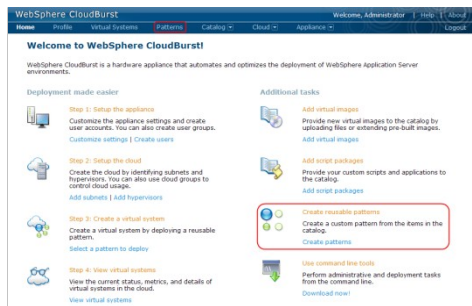 WebSphere CloudBurst
Welcome, Administrator | Help | About
Home Profile Virtual Systems Patterns Catalog Cloud Appliance Logout
Welcome to WebSphere CloudBurst!
WebSphere CloudBurst is a hardware appliance that automates and optimizes the deployment of WebSphere Application Server
environments.
Deployment made easier
Step 1: Setup the appliance
Customize the appliance settings and create
user accounts. You can also create user groups.
Customize settings | Create users
Step 2: Setup the cloud
Create the cloud by identifying subnets and
hypervisors. You can also use cloud groups to
control cloud usage.
Add subnets | Add hypervisors
Step 3: Create a virtual system
Create a virtual system by deploying a reusable
pattern.
Select a pattern to deploy
Step 4: View virtual systems
View the current status, metrics, and details of
virtual systems in the cloud.
View virtual systems
Additional tasks
Add virtual images
Provide new virtual images to the catalog by
uploading files or extending pre-built images.
Add virtual images
Add script packages
Provide your custom scripts and applications to
the catalog.
Add script packages
Create reusable patterns
Create a custom pattern from the items in the
catalog.
Create patterns
Use command line tools
Perform administrative and deployment tasks
from the command line.
Download now!